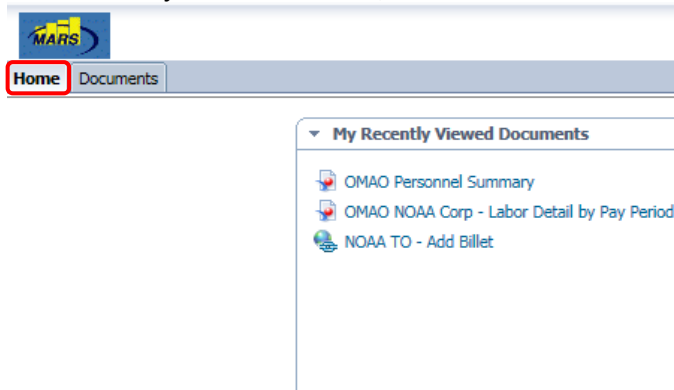 MARS
Home Documents
My Recently Viewed Documents
OMAO Personnel Summary
OMAO NOAA Corp - Labor Detail by Pay Period
NOAA TO - Add Billet